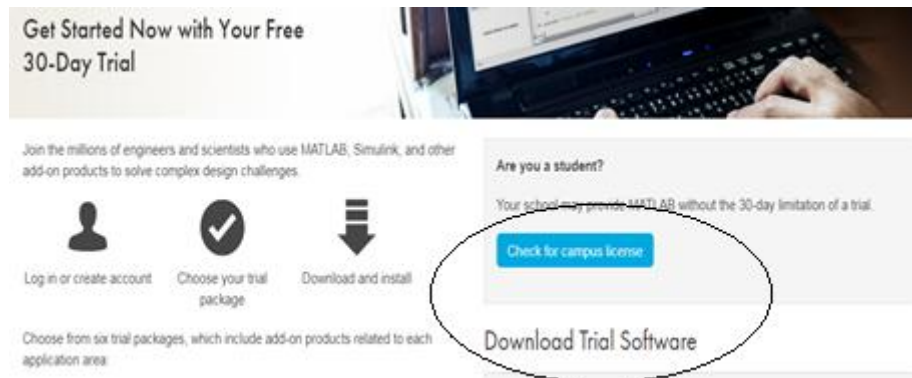 Get Started Now with Your Free
30-Day Trial
Join the millions of engineers and scientists who use MATLAB, Simulink, and other
add-on products to solve complex design challenges.
Log in or create account
Choose your trial
package
Download and install
Choose from six trial packages, which include add-on products related to each
application area:
Are you a student?
Your school may provide MATLAB without the 30-day limitation of a trial.
Check for campus license
Download Trial Software